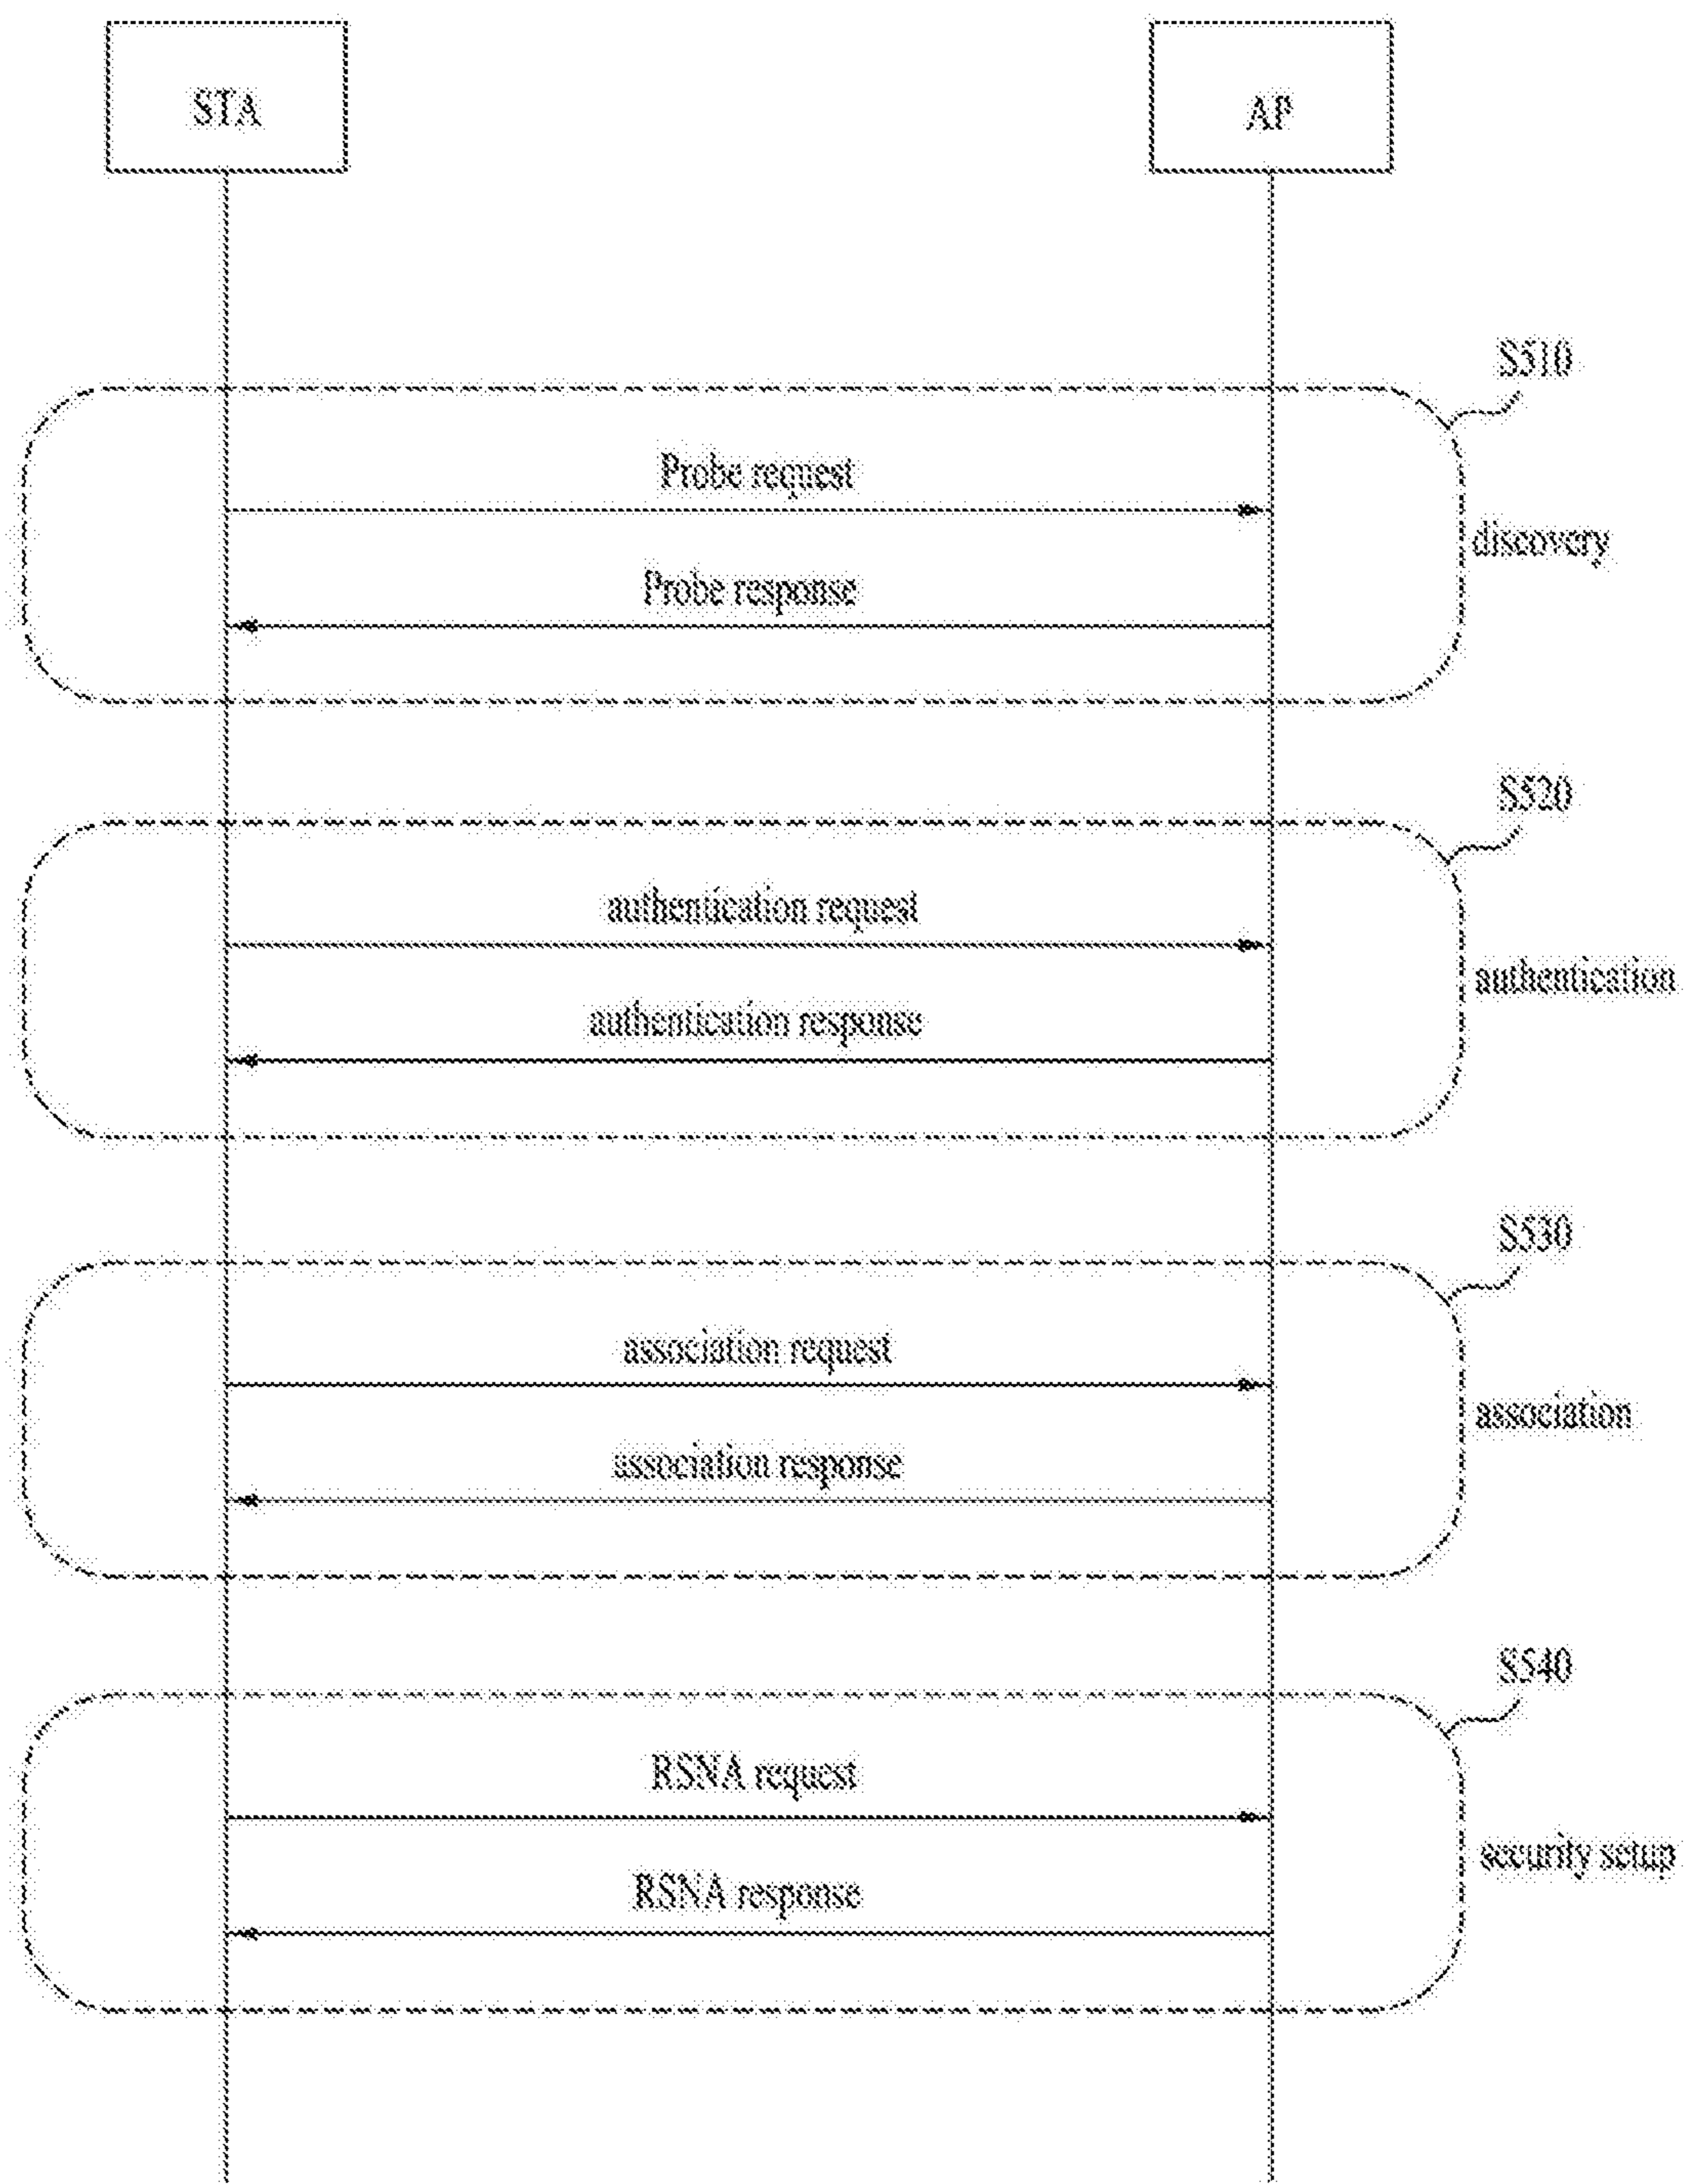 STA
AP
S510
Probe request
discovery
Probe response
S520
authentication request
authentication
authentication response
S530
association request
association
association response
S540
RSNA request
security setup
RSNA response